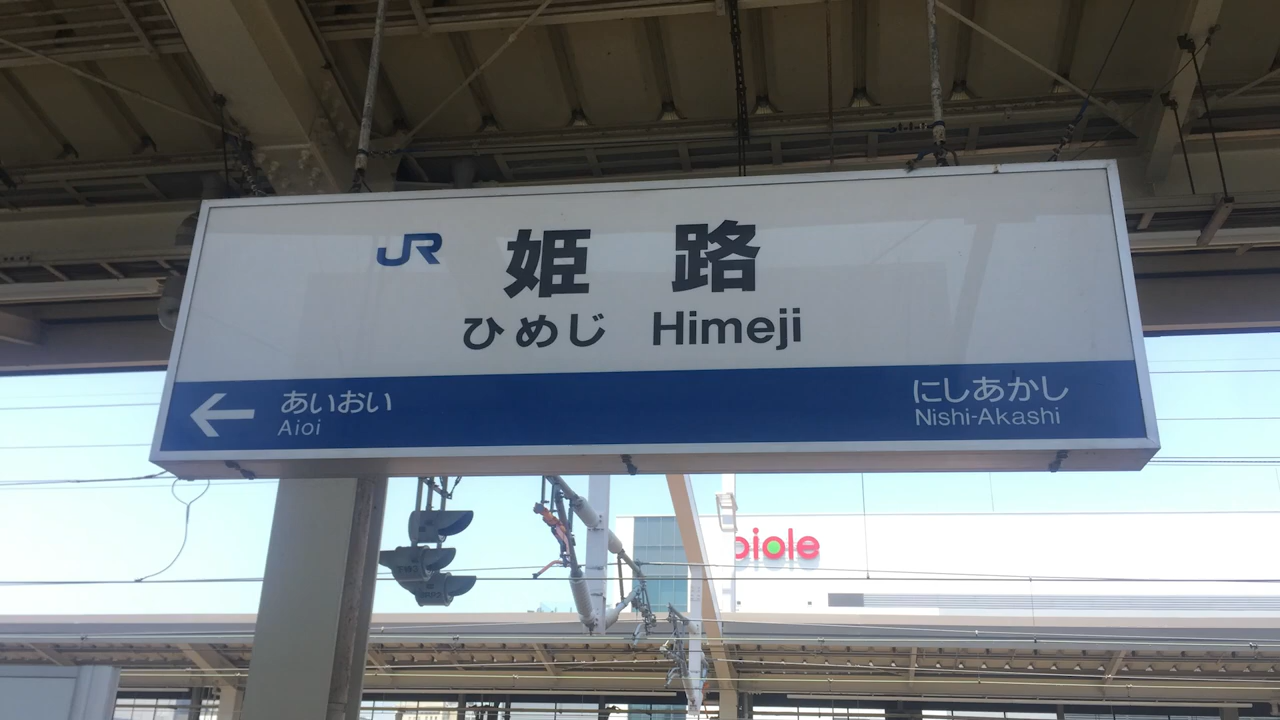 JR 姫路
ひめじ Himeji
← あいおい
Aioi
にしあかし
Nishi-Akashi
piole